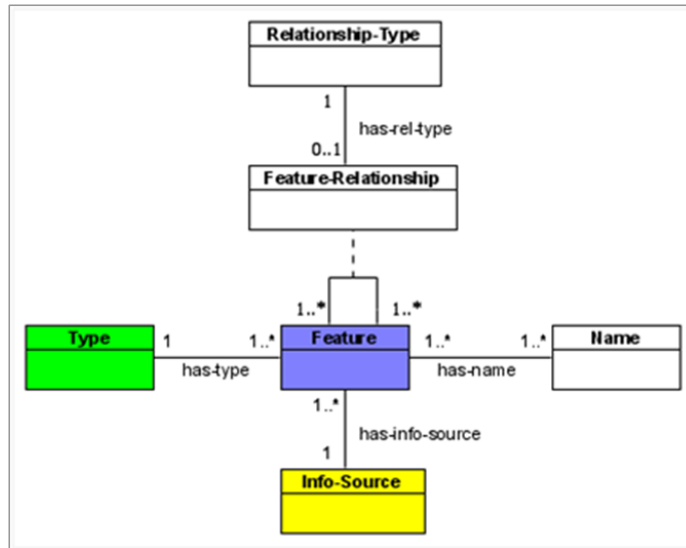 Relationship-Type
1
has-rel-type
0..1
Feature-Relationship
1..* 1..*
Type 1 1..* Feature 1..* 1..* Name
has-type has-name
1..*
has-info-source
1
Info-Source